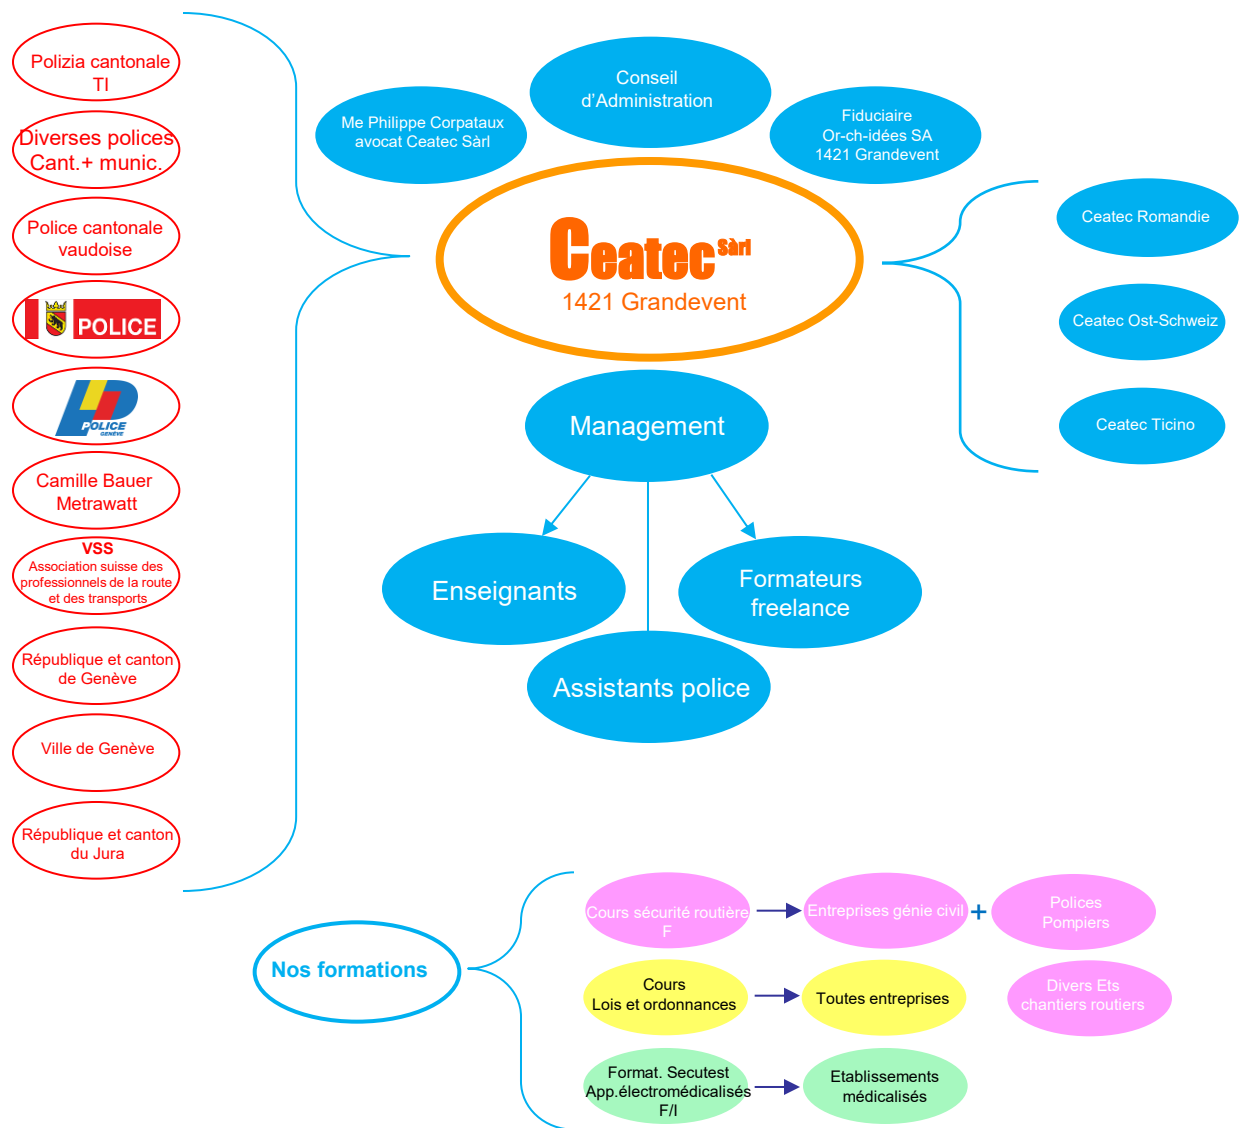 Polizia cantonale
TI
Diverses polices
Cant.+ munic.
Police cantonale
vaudoise
POLICE
POLICE
GENÈVE
Camille Bauer
Metrawatt
VSS
Association suisse des
professionnels de la route
et des transports
République et canton
de Genève
Ville de Genève
République et canton
du Jura
Me Philippe Corpataux
avocat Ceatec Sàrl
Conseil
d'Administration
Fiduciaire
Or-ch-idées SA
1421 Grandevent
Ceatec Sàrl
1421 Grandevent
Ceatec Romandie
Ceatec Ost-Schweiz
Ceatec Ticino
Management
Enseignants
Formateurs
freelance
Assistants police
Nos formations
Cours sécurité routière
F
Entreprises génie civil
+
Polices
Pompiers
Cours
Lois et ordonnances
Toutes entreprises
Divers Ets
chantiers routiers
Format. Secutest
App.électromédicalisés
F/I
Etablissements
médicalisés